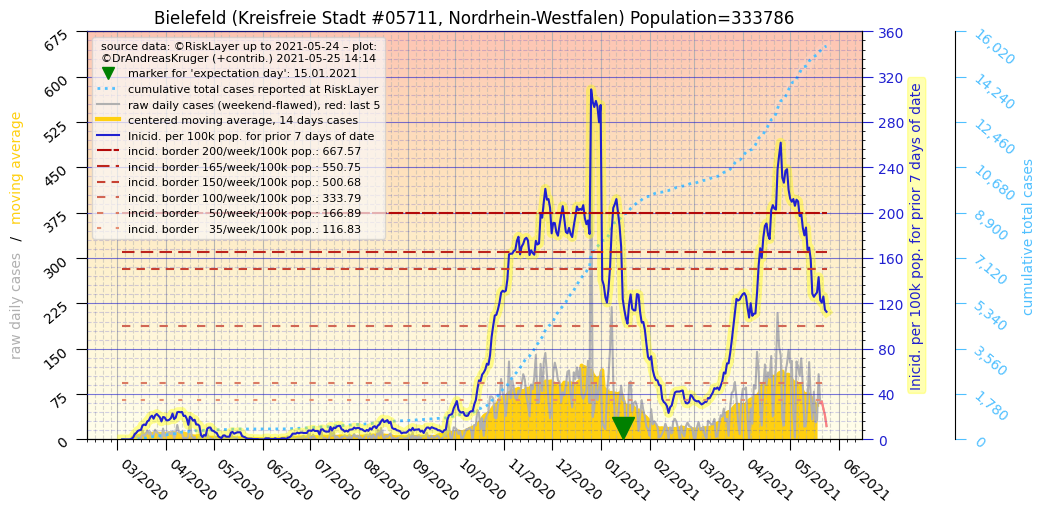 Bielefeld (Kreisfreie Stadt #05711, Nordrhein-Westfalen) Population=333786
source data: ©RiskLayer up to 2021-05-24 – plot:
©DrAndreasKruger (+contrib.) 2021-05-25 14:14
marker for 'expectation day': 15.01.2021
cumulative total cases reported at RiskLayer
raw daily cases (weekend-flawed), red: last 5
centered moving average, 14 days cases
Inicid. per 100k pop. for prior 7 days of date
incid. border 200/week/100k pop.: 667.57
incid. border 165/week/100k pop.: 550.75
incid. border 150/week/100k pop.: 500.68
incid. border 100/week/100k pop.: 333.79
incid. border   50/week/100k pop.: 166.89
incid. border   35/week/100k pop.: 116.83
raw daily cases  /  moving average
675
600
525
450
375
300
225
150
75
0
03/2020
04/2020
05/2020
06/2020
07/2020
08/2020
09/2020
10/2020
11/2020
12/2020
01/2021
02/2021
03/2021
04/2021
05/2021
06/2021
360
320
280
240
200
160
120
80
40
0
Inicid. per 100k pop. for prior 7 days of date
16,020
14,240
12,460
10,680
8,900
7,120
5,340
3,560
1,780
0
cumulative total cases